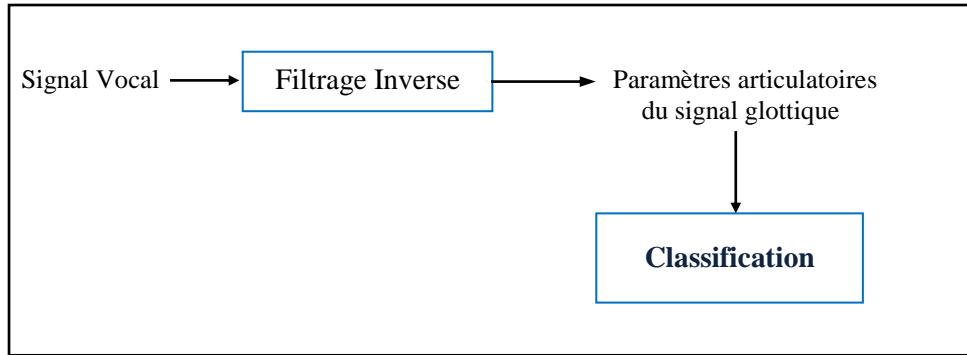 Signal Vocal
Filtrage Inverse
Paramètres articulatoires
du signal glottique
Classification